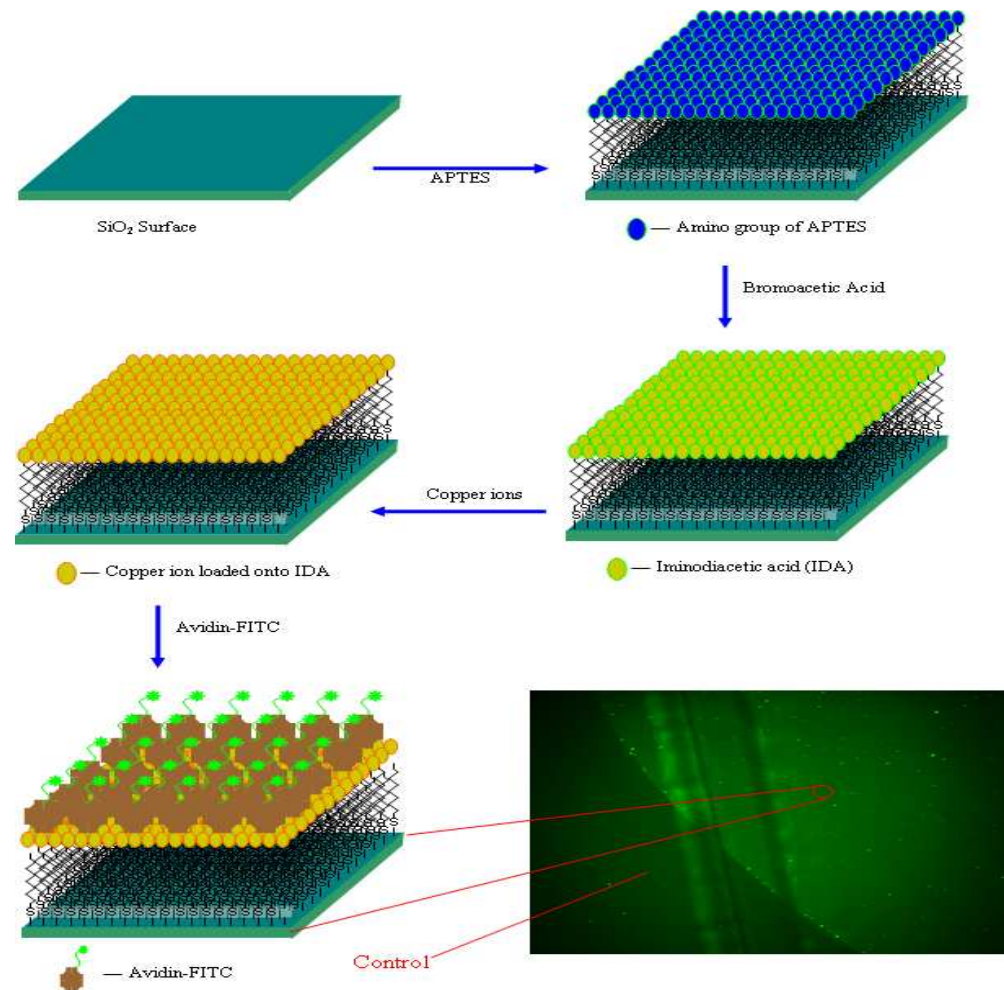 APTES
SiO₂ Surface
— Amino group of APTES
Bromoacetic Acid
Copper ions
— Copper ion loaded onto IDA
— Iminodiacetic acid (IDA)
Avidin-FITC
Control
— Avidin-FITC